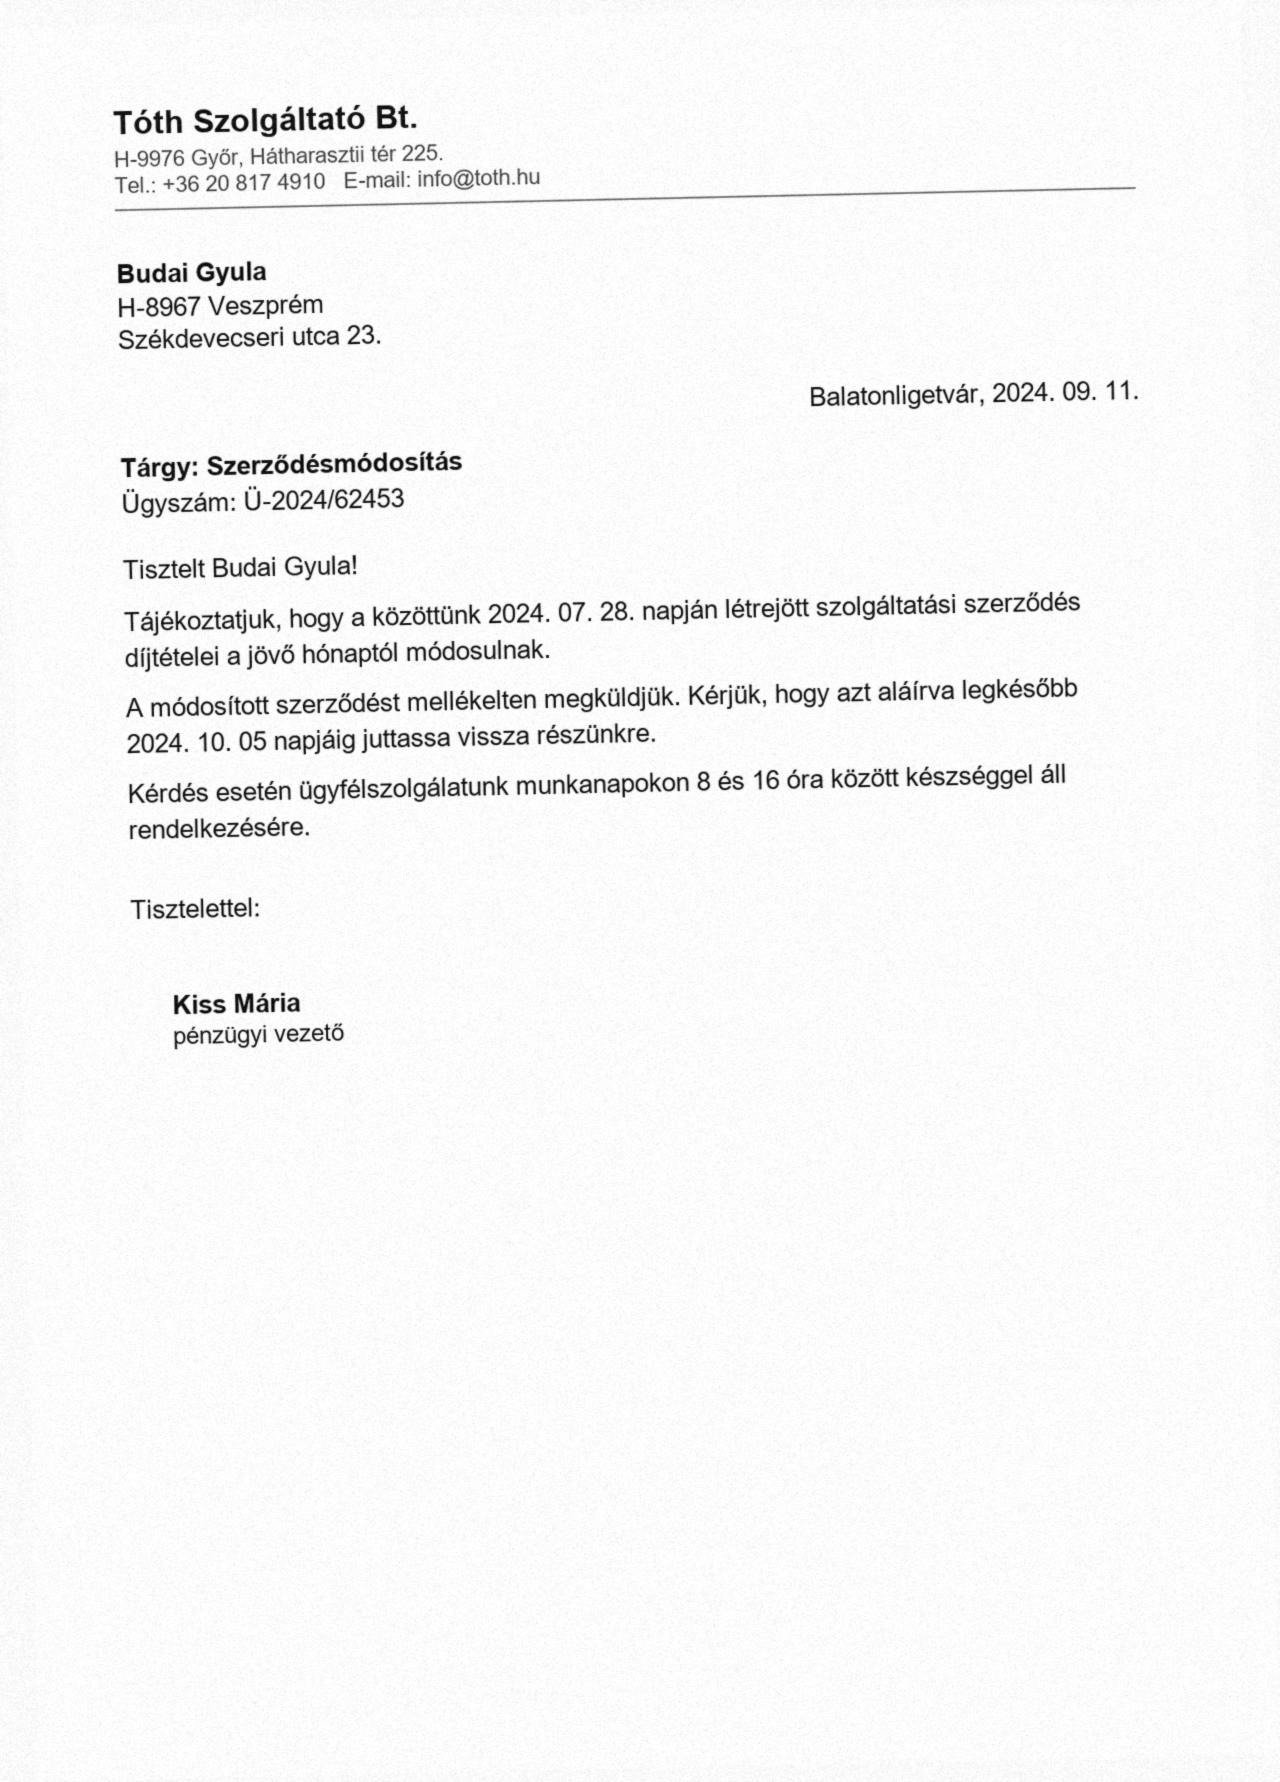 Tóth Szolgáltató Bt.
H-9976 Győr, Hátharasztii tér 225.
Tel.: +36 20 817 4910 E-mail: info@toth.hu
Budai Gyula
H-8967 Veszprém
Székdevecseri utca 23.
Balatonligetvár, 2024. 09. 11.
Tárgy: Szerződésmódosítás
Ügyszám: Ü-2024/62453
Tisztelt Budai Gyula!
Tájékoztatjuk, hogy a közöttünk 2024. 07. 28. napján létrejött szolgáltatási szerződés
díjtételei a jövő hónaptól módosulnak.
A módosított szerződést mellékelten megküldjük. Kérjük, hogy azt aláírva legkésőbb
2024. 10. 05 napjáig juttassa vissza részünkre.
Kérdés esetén ügyfélszolgálatunk munkanapokon 8 és 16 óra között készséggel áll
rendelkezésére.
Tisztelettel:
Kiss Mária
pénzügyi vezető